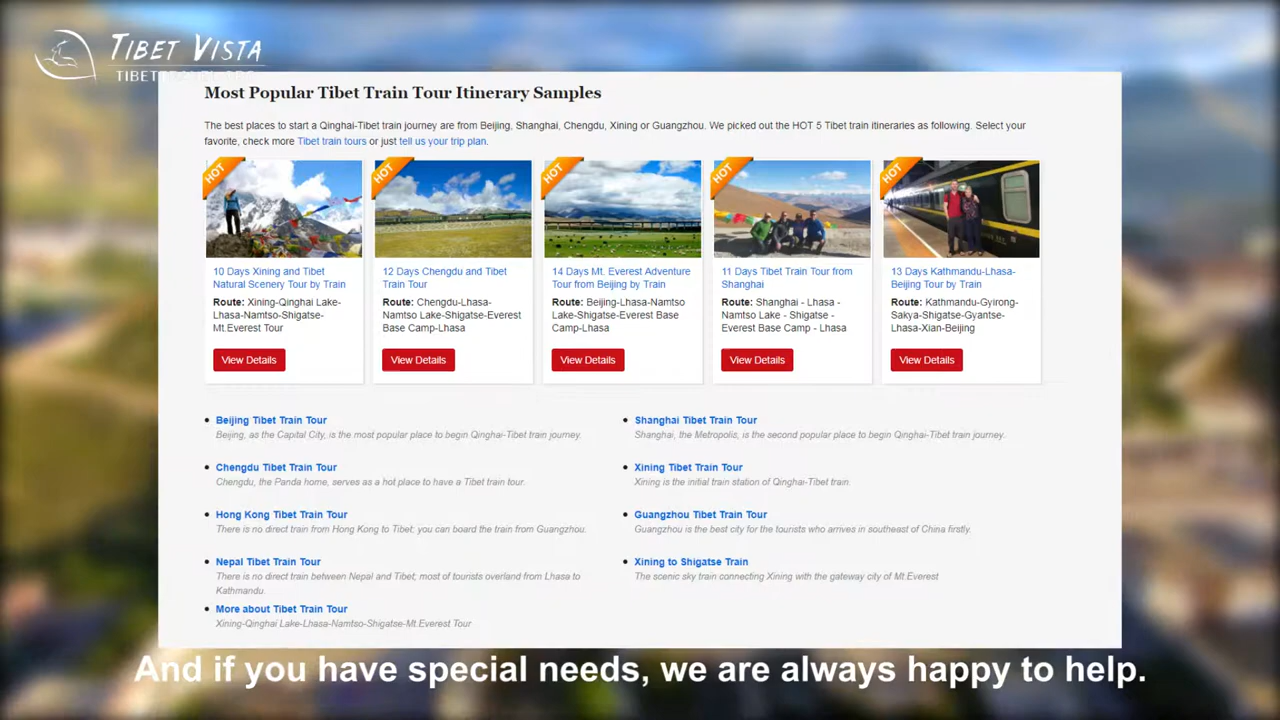 TIBET VISTA
Most Popular Tibet Train Tour Itinerary Samples
The best places to start a Qinghai-Tibet train journey are from Beijing, Shanghai, Chengdu, Xining or Guangzhou. We picked out the HOT 5 Tibet train itineraries as following. Select your
favorite, check more Tibet train tours or just tell us your trip plan.
HOT
10 Days Xining and Tibet
Natural Scenery Tour by Train
Route: Xining-Qinghai Lake-
Lhasa-Namtso-Shigatse-
Mt.Everest Tour
View Details
HOT
12 Days Chengdu and Tibet
Train Tour
Route: Chengdu-Lhasa-
Namtso Lake-Shigatse-Everest
Base Camp-Lhasa
View Details
HOT
14 Days Mt. Everest Adventure
Tour from Beijing by Train
Route: Beijing-Lhasa-Namtso
Lake-Shigatse-Everest Base
Camp-Lhasa
View Details
HOT
11 Days Tibet Train Tour from
Shanghai
Route: Shanghai - Lhasa -
Namtso Lake - Shigatse -
Everest Base Camp - Lhasa
View Details
HOT
13 Days Kathmandu-Lhasa-
Beijing Tour by Train
Route: Kathmandu-Gyirong-
Sakya-Shigatse-Gyantse-
Lhasa-Xian-Beijing
View Details
Beijing Tibet Train Tour
Beijing, as the Capital City, is the most popular place to begin Qinghai-Tibet train journey.
Shanghai Tibet Train Tour
Shanghai, the Metropolis, is the second popular place to begin Qinghai-Tibet train journey.
Chengdu Tibet Train Tour
Chengdu, the Panda home, serves as a hot place to have a Tibet train tour.
Xining Tibet Train Tour
Xining is the initial train station of Qinghai-Tibet train.
Hong Kong Tibet Train Tour
There is no direct train from Hong Kong to Tibet; you can board the train from Guangzhou.
Guangzhou Tibet Train Tour
Guangzhou is the best city for the tourists who arrives in southeast of China firstly.
Nepal Tibet Train Tour
There is no direct train between Nepal and Tibet; most of tourists overland from Lhasa to
Kathmandu.
Xining to Shigatse Train
The scenic sky train connecting Xining with the gateway city of Mt.Everest
More about Tibet Train Tour
Xining-Qinghai Lake-Lhasa-Namtso-Shigatse-Mt.Everest Tour
And if you have special needs, we are always happy to help.